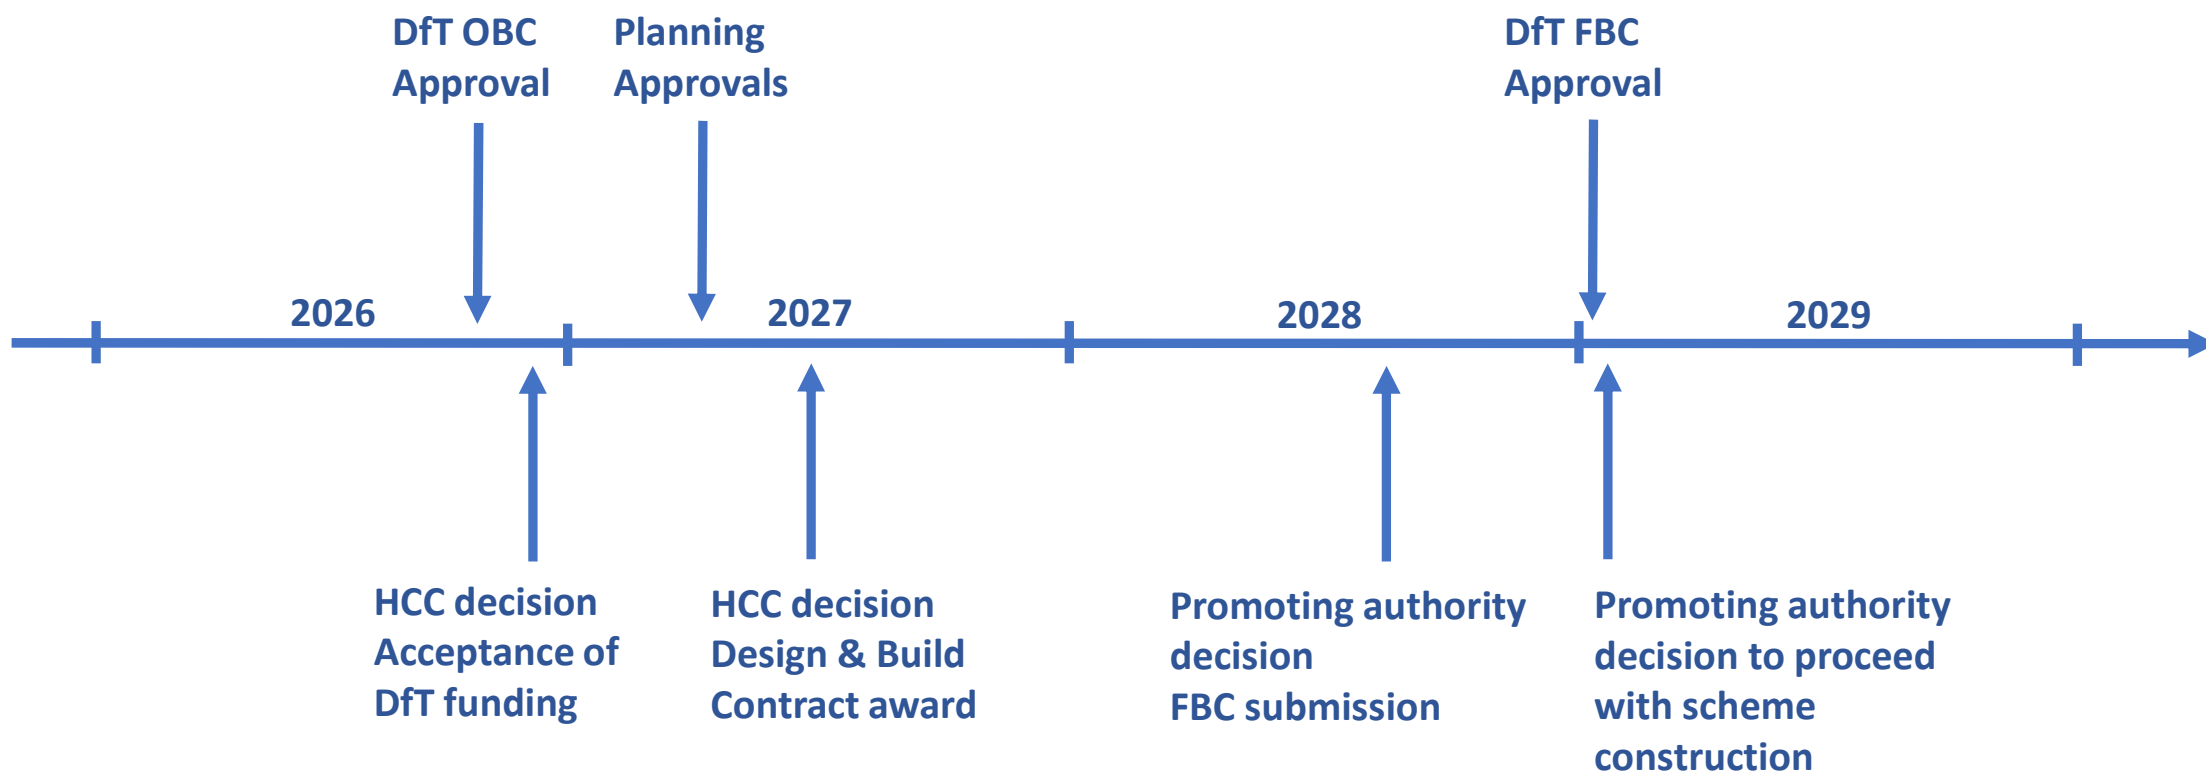 DfT OBC
Approval
Planning
Approvals
DfT FBC
Approval
2026
2027
2028
2029
HCC decision
Acceptance of
DfT funding
HCC decision
Design & Build
Contract award
Promoting authority
decision
FBC submission
Promoting authority
decision to proceed
with scheme
construction